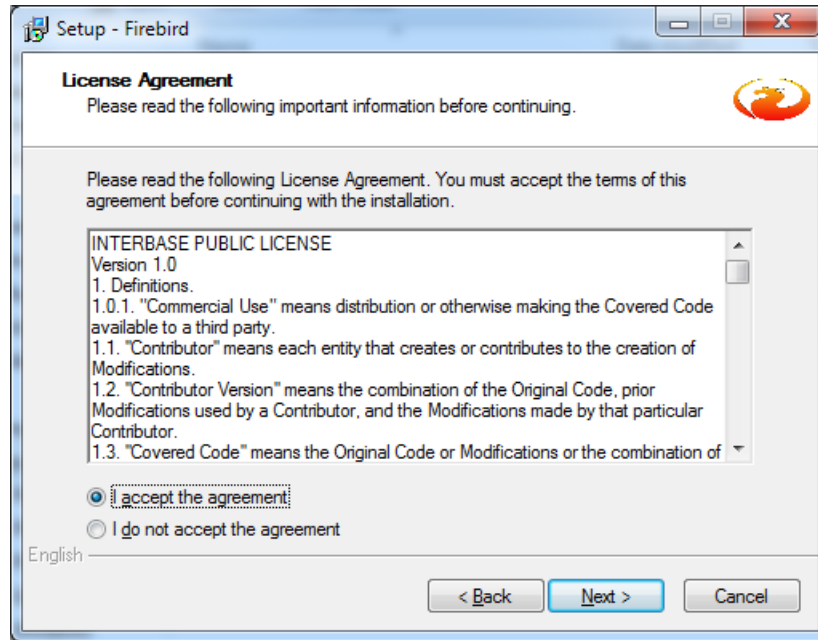 Setup - Firebird
License Agreement
Please read the following important information before continuing.
Please read the following License Agreement. You must accept the terms of this
agreement before continuing with the installation.
INTERBASE PUBLIC LICENSE
Version 1.0
1. Definitions.
1.0.1. "Commercial Use" means distribution or otherwise making the Covered Code
available to a third party.
1.1. "Contributor" means each entity that creates or contributes to the creation of
Modifications.
1.2. "Contributor Version" means the combination of the Original Code, prior
Modifications used by a Contributor, and the Modifications made by that particular
Contributor.
1.3. "Covered Code" means the Original Code or Modifications or the combination of
I accept the agreement
I do not accept the agreement
English
< Back Next > Cancel